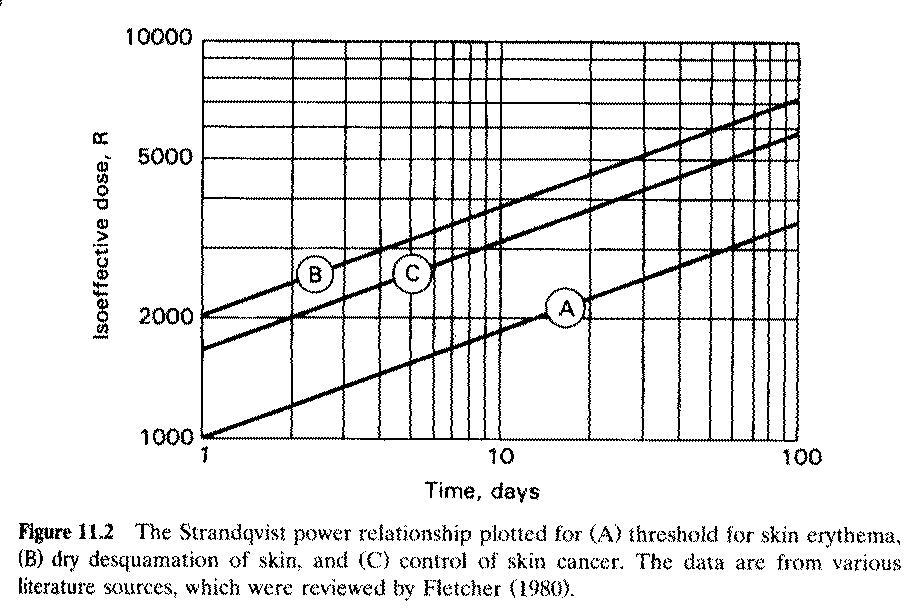 10000
5000
2000
1000
Isoeffective dose, R
B
C
A
1
10
100
Time, days
Figure 11.2 The Strandqvist power relationship plotted for (A) threshold for skin erythema,
(B) dry desquamation of skin, and (C) control of skin cancer. The data are from various
literature sources, which were reviewed by Fletcher (1980).